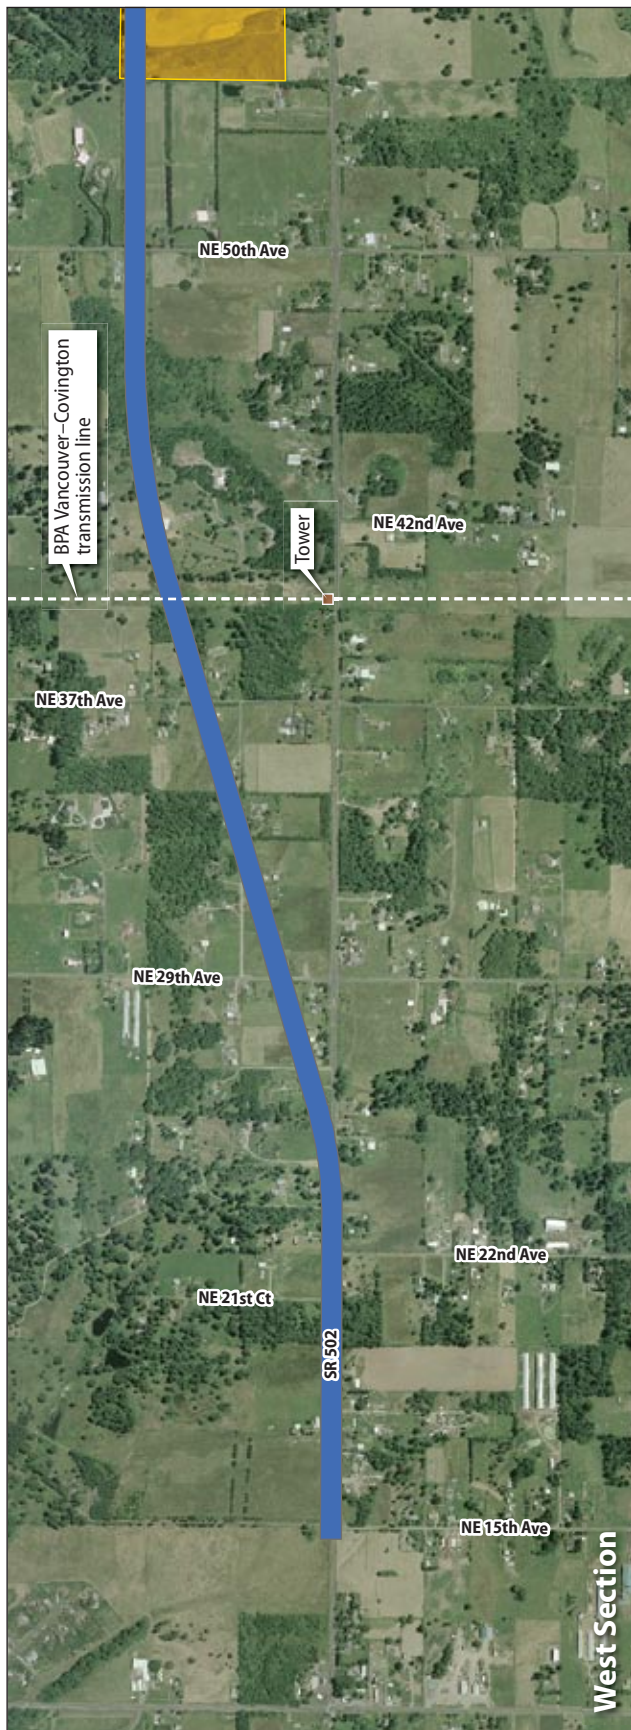 NE 50th Ave
BPA Vancouver–Covington
transmission line
Tower
NE 42nd Ave
NE 37th Ave
NE 29th Ave
NE 22nd Ave
NE 21st Ct
SR 502
NE 15th Ave
West Section